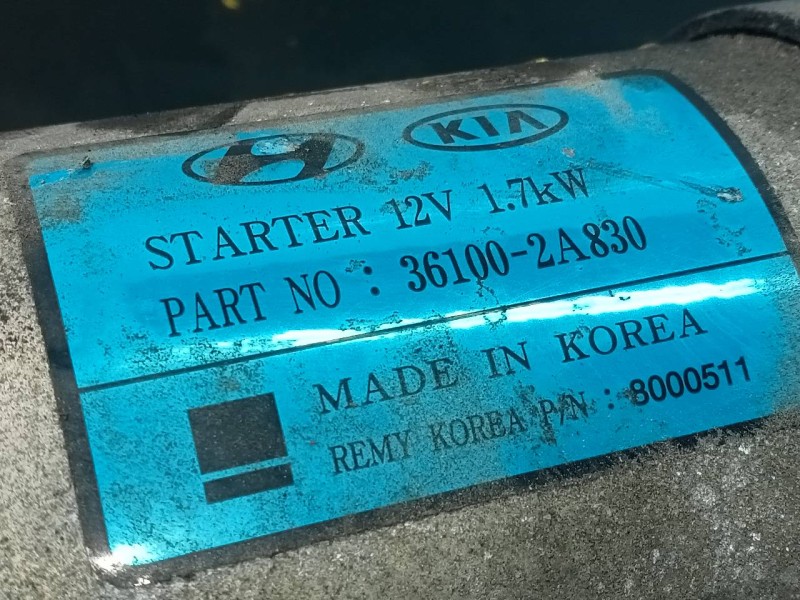 KIA
STARTER 12V 1.7kW
PART NO : 36100-2A830
MADE IN KOREA
REMY KOREA P/N : 8000511